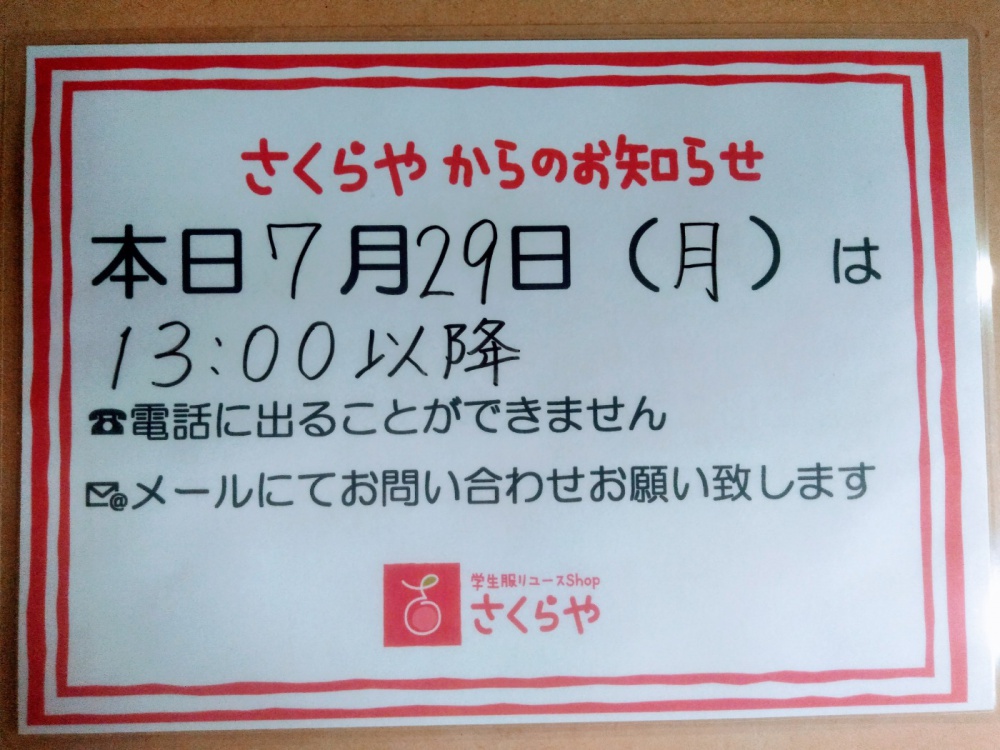 さくらや からのお知らせ
本日7月29日（月）は
13:00以降
☎電話に出ることができません
✉@メールにてお問い合わせお願い致します
学生服リユースShop
さくらや